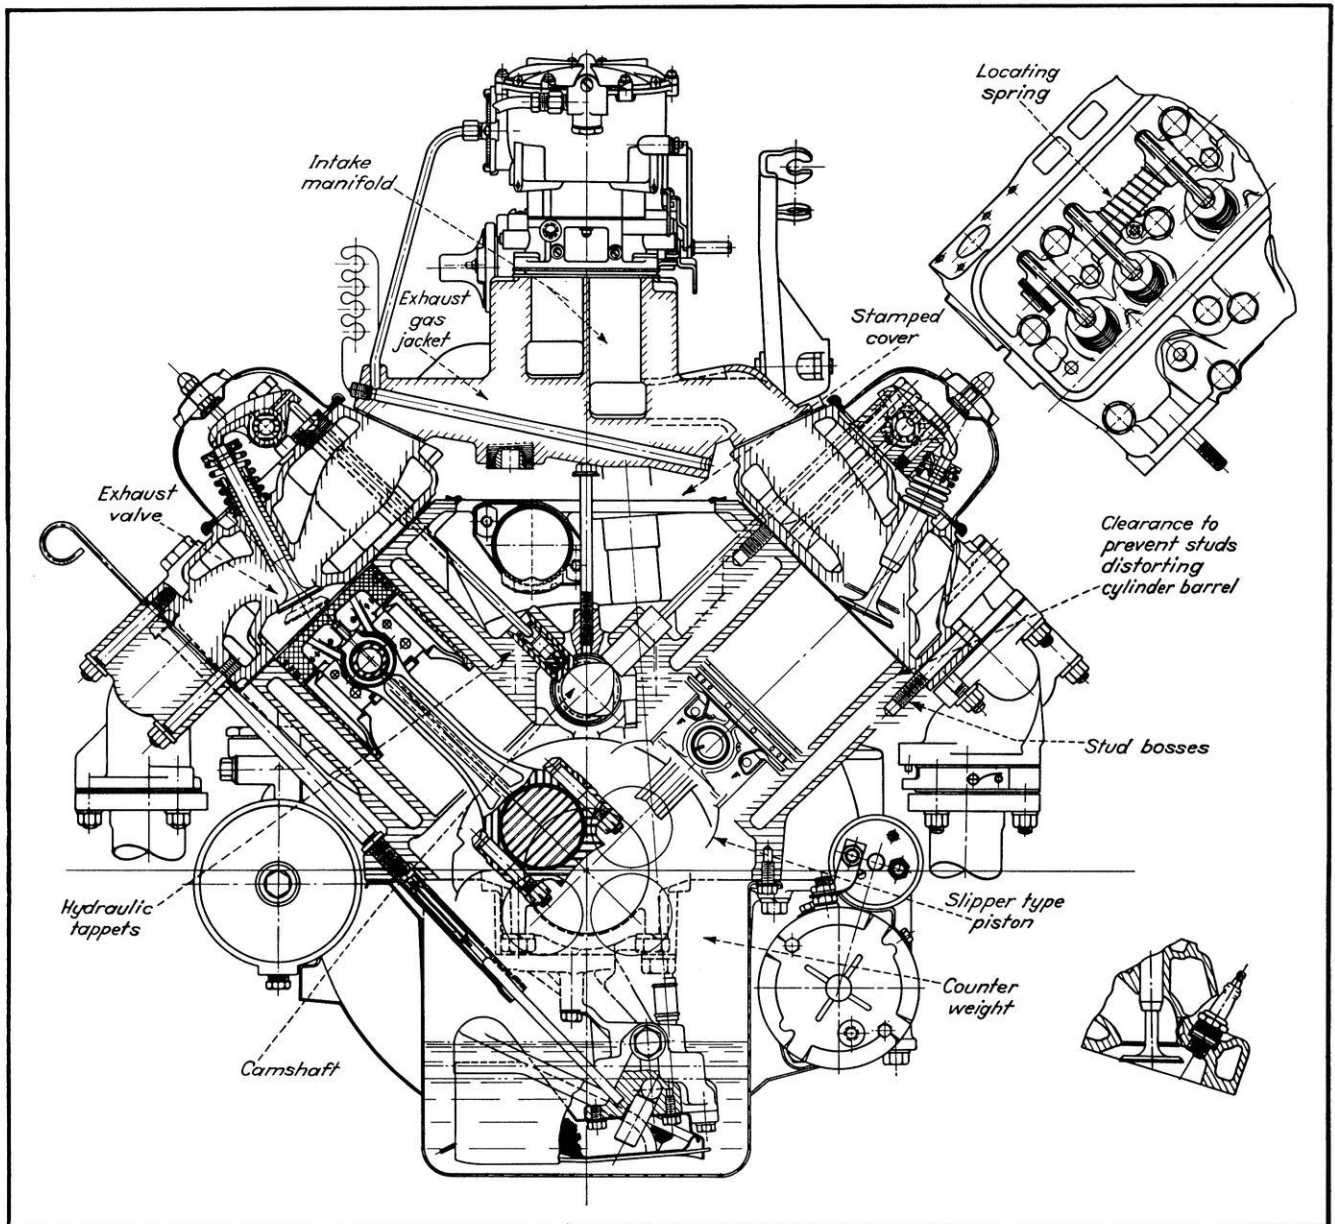 Locating
spring
Intake
manifold
Exhaust
gas
jacket
Stamped
cover
Exhaust
valve
Clearance to
prevent studs
distorting
cylinder barrel
Stud bosses
Hydraulic
tappets
Slipper type
piston
Counter
weight
Camshaft